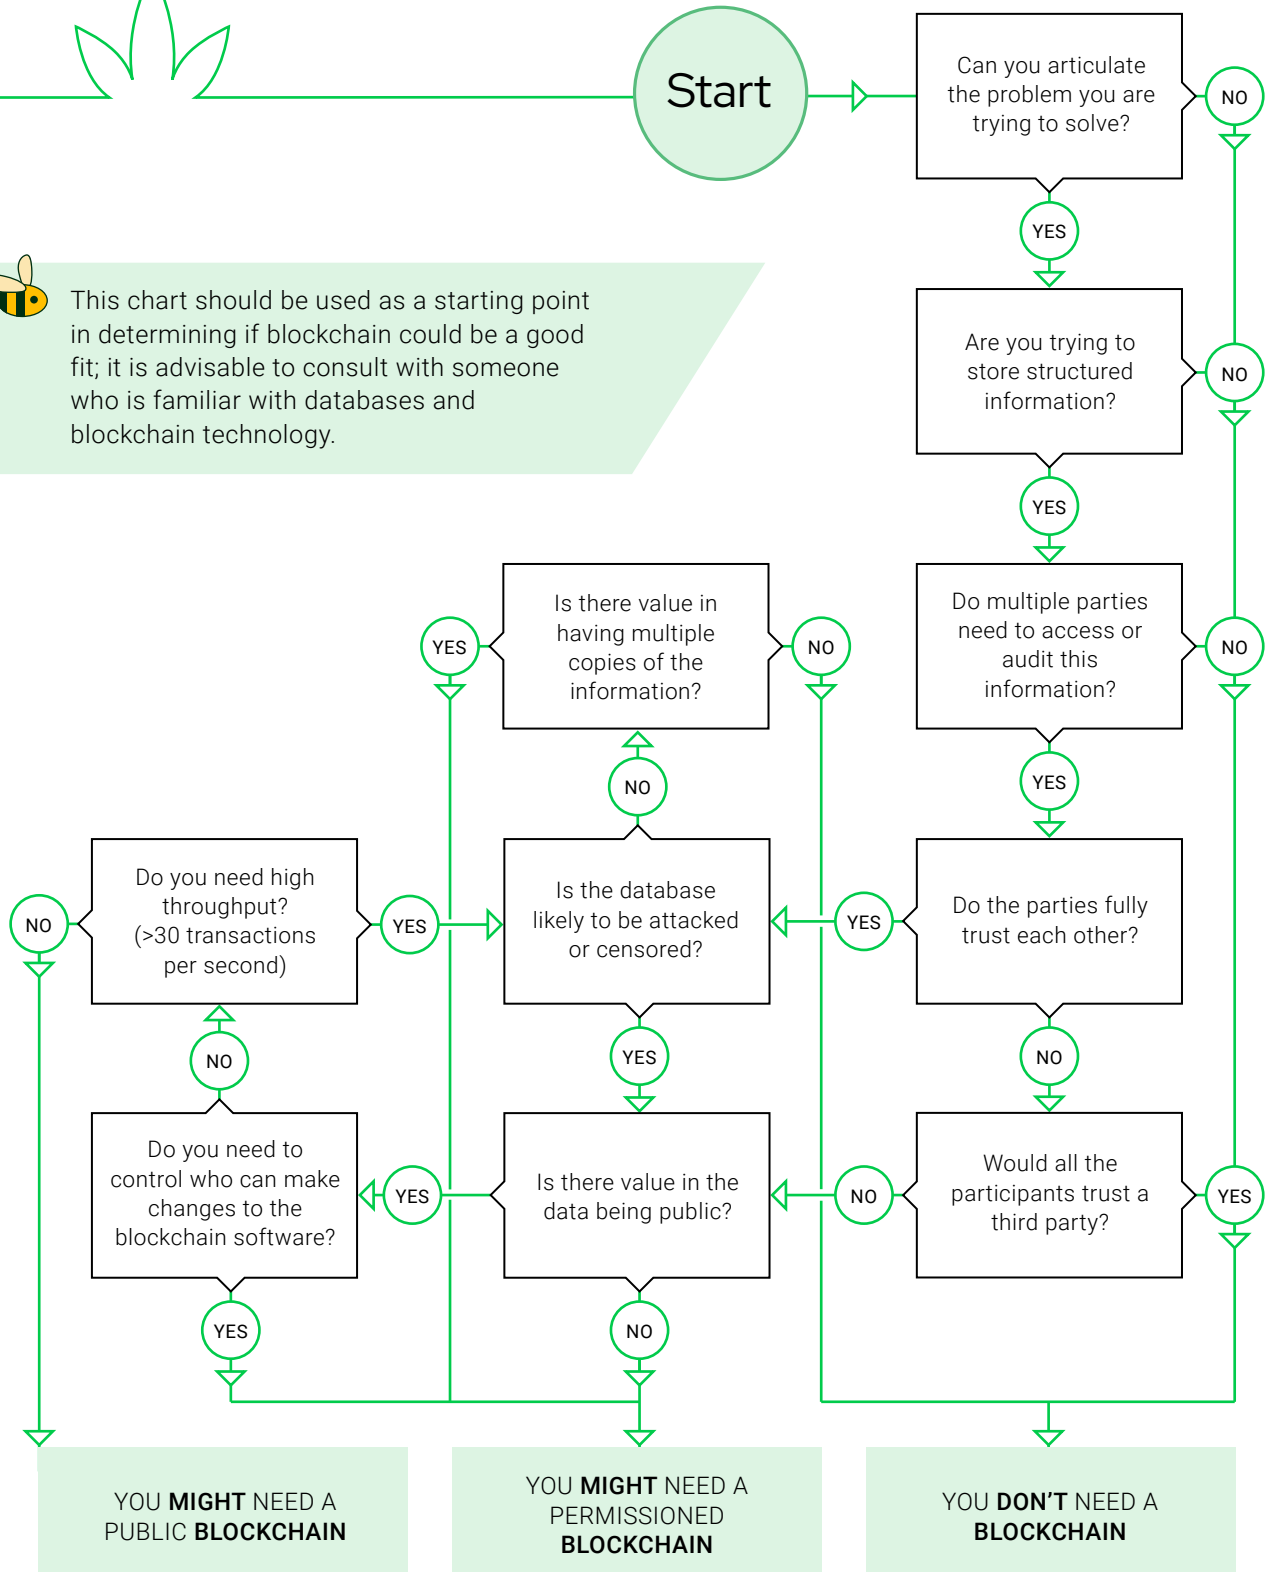 Start
Can you articulate
the problem you are
trying to solve?
NO
YES
This chart should be used as a starting point
in determining if blockchain could be a good
fit; it is advisable to consult with someone
who is familiar with databases and
blockchain technology.
Are you trying to
store structured
information?
NO
YES
Is there value in
having multiple
copies of the
information?
YES
NO
Do multiple parties
need to access or
audit this
information?
NO
YES
NO
Do you need high
throughput?
(>30 transactions
per second)
NO
YES
Is the database
likely to be attacked
or censored?
YES
Do the parties fully
trust each other?
NO
YES
NO
Do you need to
control who can make
changes to the
blockchain software?
YES
Is there value in the
data being public?
NO
Would all the
participants trust a
third party?
YES
YES
NO
YOU MIGHT NEED A
PUBLIC BLOCKCHAIN
YOU MIGHT NEED A
PERMISSIONED
BLOCKCHAIN
YOU DON'T NEED A
BLOCKCHAIN